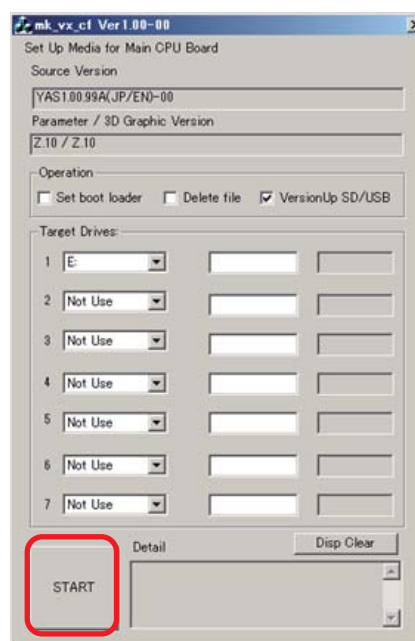 mk_vx_cf Ver1.00-00
Set Up Media for Main CPU Board
Source Version
YAS1.00.99A(JP/EN)-00
Parameter / 3D Graphic Version
Z.10 / Z.10
Operation
Set boot loader Delete file VersionUp SD/USB
Target Drives:
1 E:
2 Not Use
3 Not Use
4 Not Use
5 Not Use
6 Not Use
7 Not Use
Detail Disp Clear
START